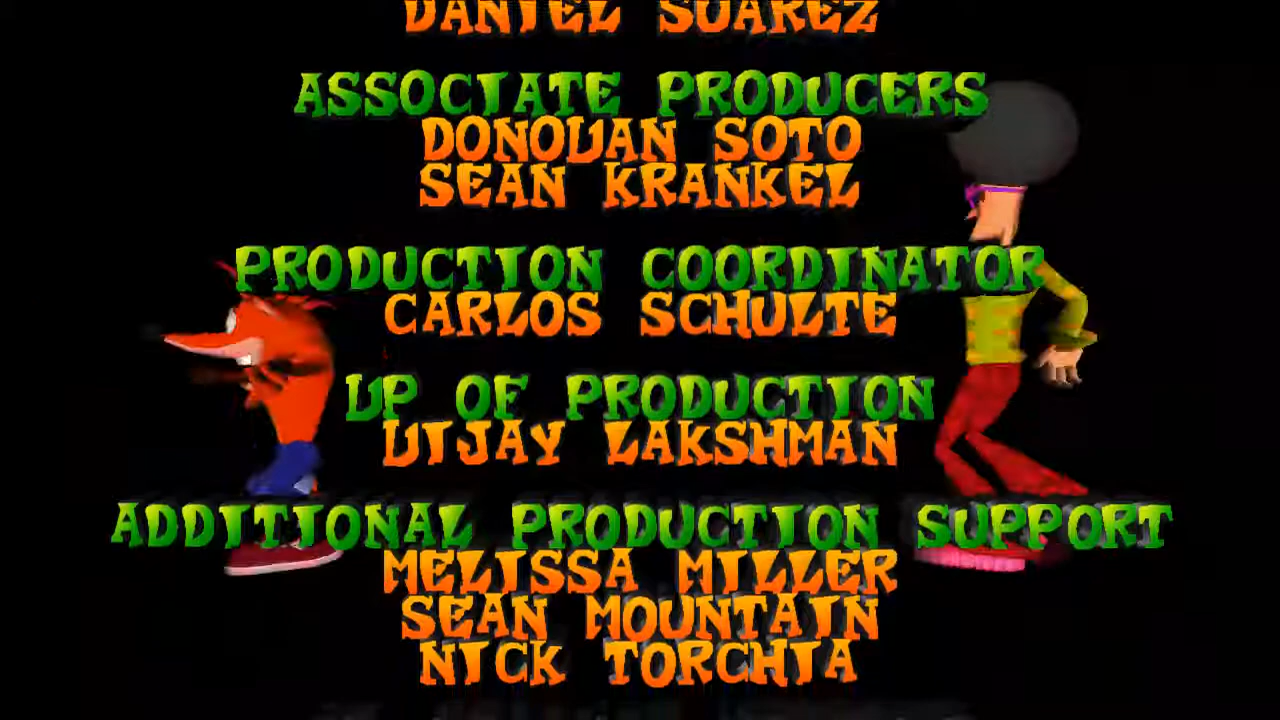 DANIEL SUAREZ
ASSOCIATE PRODUCERS
DONOVAN SOTO
SEAN KRANKEL
PRODUCTION COORDINATOR
CARLOS SCHULTE
VP OF PRODUCTION
VIJAY LAKSHMAN
ADDITIONAL PRODUCTION SUPPORT
MELISSA MILLER
SEAN MOUNTAIN
NICK TORCHIA